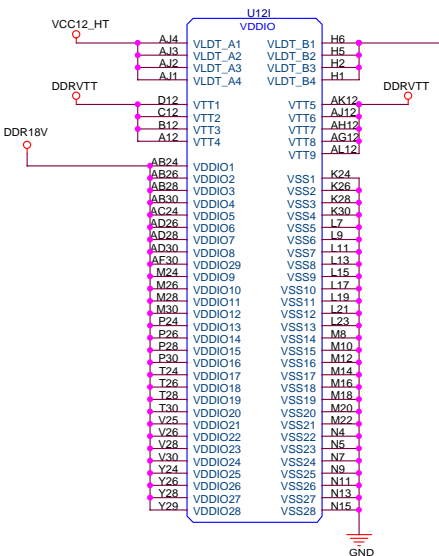 U12I
VDDIO
VCC12_HT
AJ4 VLDT_A1 VLDT_B1 H6
AJ3 VLDT_A2 VLDT_B2 H5
AJ2 VLDT_A3 VLDT_B3 H2
AJ1 VLDT_A4 VLDT_B4 H1
DDRVTT DDRVTT
D12 VTT1 VTT5 AK12
C12 VTT2 VTT6 AJ12
B12 VTT3 VTT7 AH12
A12 VTT4 VTT8 AG12
VTT9 AL12
DDR18V
AB24 VDDIO1 VSS1 K24
AB26 VDDIO2 VSS2 K26
AB28 VDDIO3 VSS3 K28
AB30 VDDIO4 VSS4 K30
AC24 VDDIO5 VSS5 L7
AD26 VDDIO6 VSS6 L9
AD28 VDDIO7 VSS7 L11
AD30 VDDIO8 VSS8 L13
AF30 VDDIO29 VSS9 L15
M24 VDDIO9 VSS10 L17
M26 VDDIO10 VSS11 L19
M28 VDDIO11 VSS12 L21
M30 VDDIO12 VSS13 L23
P24 VDDIO13 VSS14 M8
P26 VDDIO14 VSS15 M10
P28 VDDIO15 VSS16 M12
P30 VDDIO16 VSS17 M14
T24 VDDIO17 VSS18 M16
T26 VDDIO18 VSS19 M18
T28 VDDIO19 VSS20 M20
T30 VDDIO20 VSS21 M22
V25 VDDIO21 VSS22 N4
V26 VDDIO22 VSS23 N5
V28 VDDIO23 VSS24 N7
V30 VDDIO24 VSS25 N9
Y24 VDDIO25 VSS26 N11
Y26 VDDIO26 VSS27 N13
Y28 VDDIO27 VSS28 N15
Y29 VDDIO28
GND